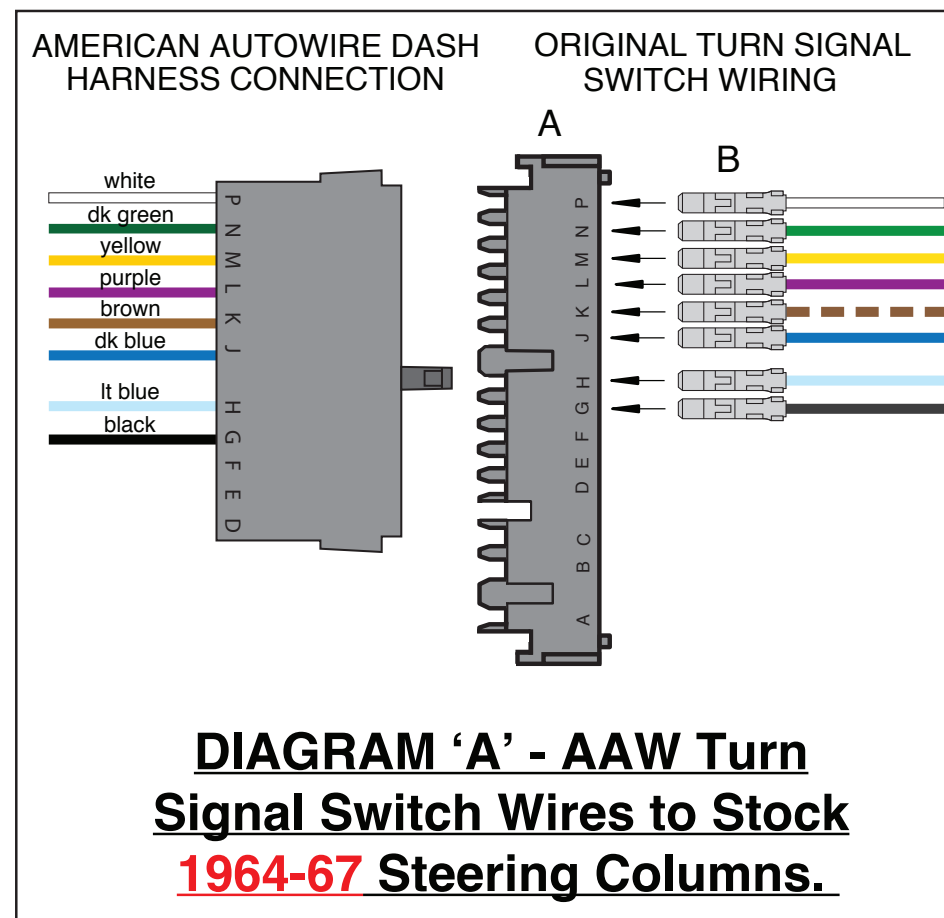 AMERICAN AUTOWIRE DASH
HARNESS CONNECTION
ORIGINAL TURN SIGNAL
SWITCH WIRING
A
B
white
dk green
yellow
purple
brown
dk blue
lt blue
black
P
N
M
L
K
J
H
G
F
E
D
P
N
M
L
K
J
H
G
F
E
D
C
B
A
DIAGRAM ‘A’ - AAW Turn
Signal Switch Wires to Stock
1964-67 Steering Columns.